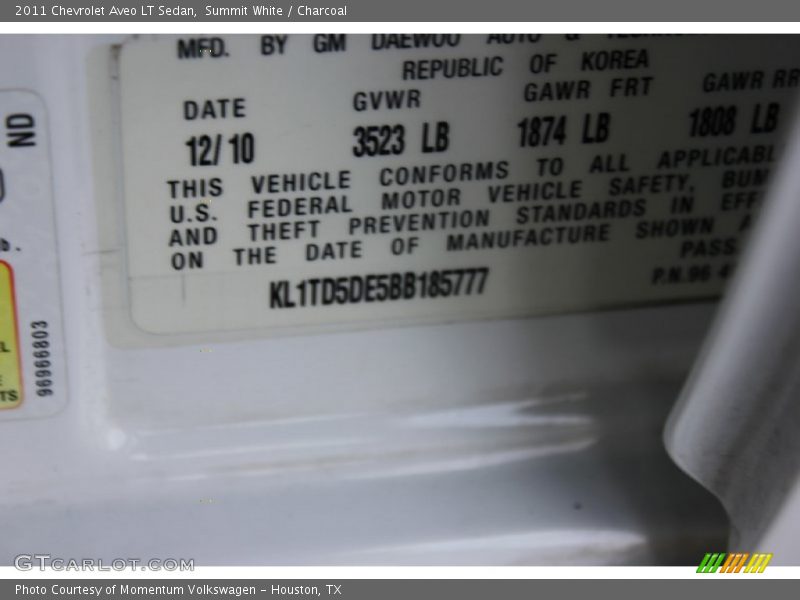 2011 Chevrolet Aveo LT Sedan,  Summit White / Charcoal
MFD. BY GM DAEWOO AUTO &
REPUBLIC OF KOREA
DATE GVWR GAWR FRT GAWR RR
12/10 3523 LB 1874 LB 1808 LB
THIS VEHICLE CONFORMS TO ALL
U.S. FEDERAL MOTOR VEHICLE SAFETY,
AND THEFT PREVENTION STANDARDS IN
ON THE DATE OF MANUFACTURE SHOWN
PASS
KL1TD5DE5BB185777
P.N.96
ND
96966803
GTcarlot.com
Photo Courtesy of Momentum Volkswagen - Houston, TX